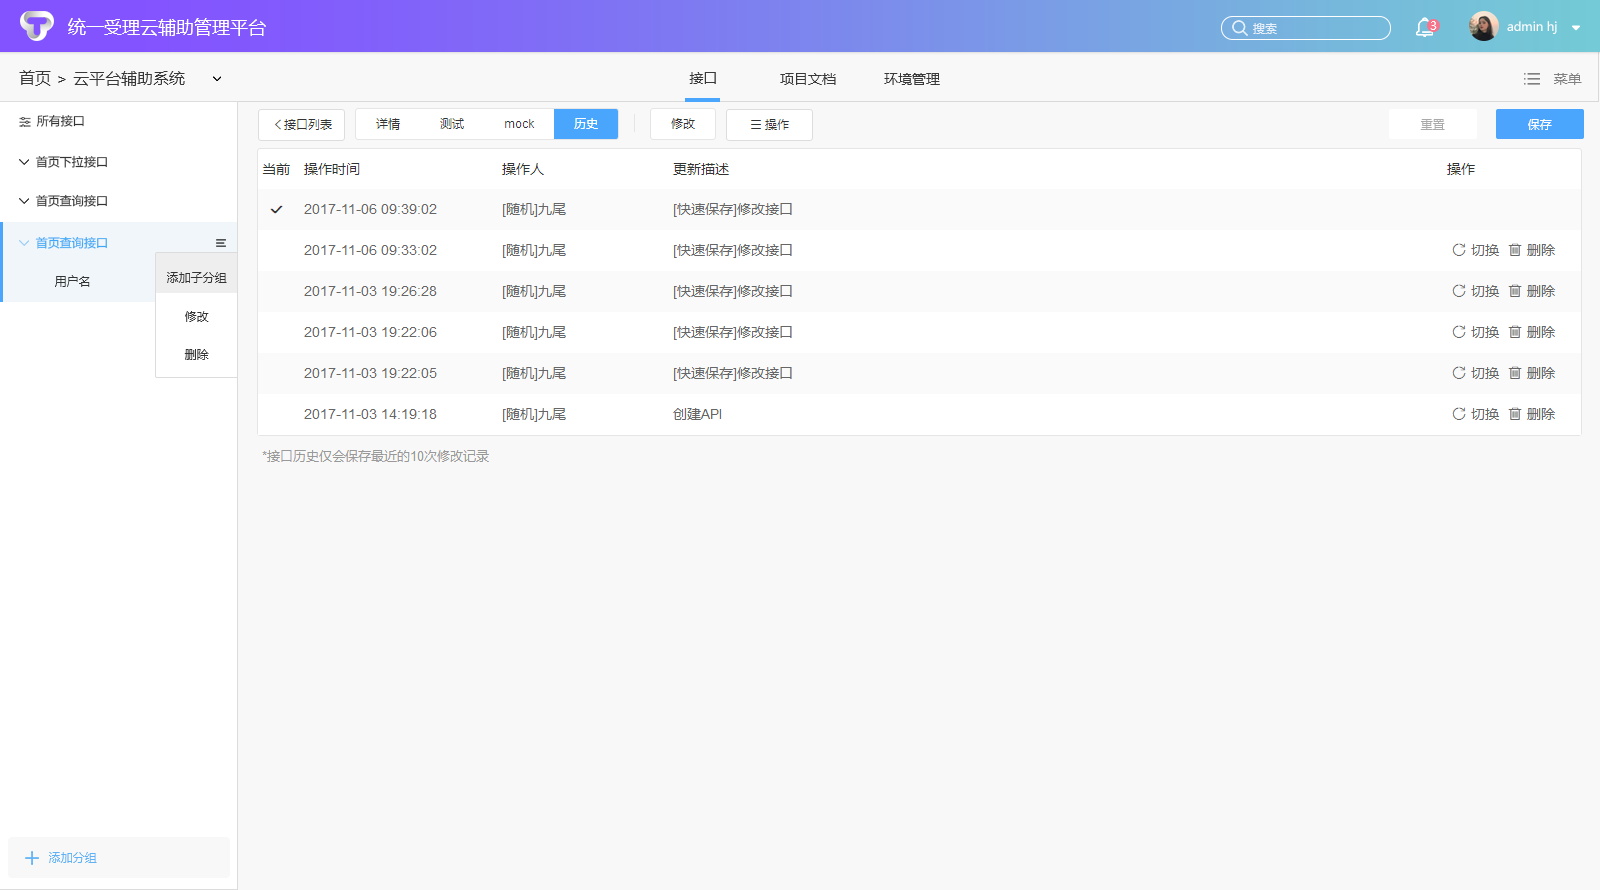 统一受理云辅助管理平台
搜索
3
admin hj
首页 > 云平台辅助系统
接口 项目文档 环境管理
菜单
所有接口
首页下拉接口
首页查询接口
首页查询接口
用户名
添加子分组
修改
删除
添加分组
接口列表 详情 测试 mock 历史 修改 操作 重置 保存
当前 操作时间 操作人 更新描述 操作
2017-11-06 09:39:02 [随机]九尾 [快速保存]修改接口
2017-11-06 09:33:02 [随机]九尾 [快速保存]修改接口 切换 删除
2017-11-03 19:26:28 [随机]九尾 [快速保存]修改接口 切换 删除
2017-11-03 19:22:06 [随机]九尾 [快速保存]修改接口 切换 删除
2017-11-03 19:22:05 [随机]九尾 [快速保存]修改接口 切换 删除
2017-11-03 14:19:18 [随机]九尾 创建API 切换 删除
*接口历史仅会保存最近的10次修改记录